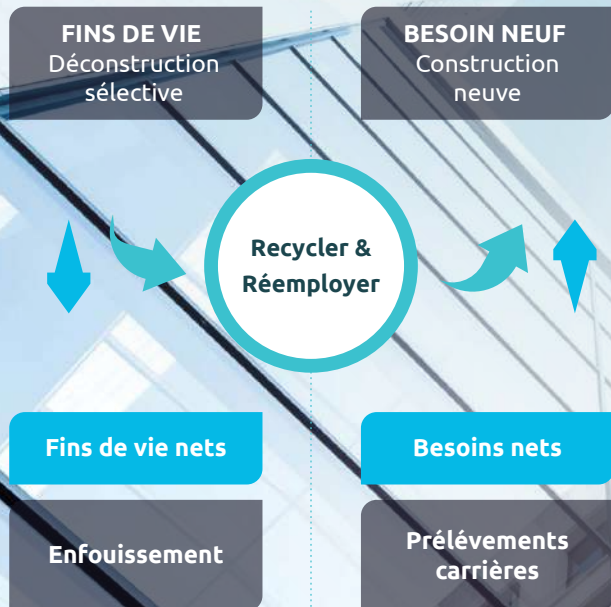 FINS DE VIE
Déconstruction
sélective
BESOIN NEUF
Construction
neuve
Recycler &
Réemployer
Fins de vie nets
Besoins nets
Enfouissement
Prélévements
carrières